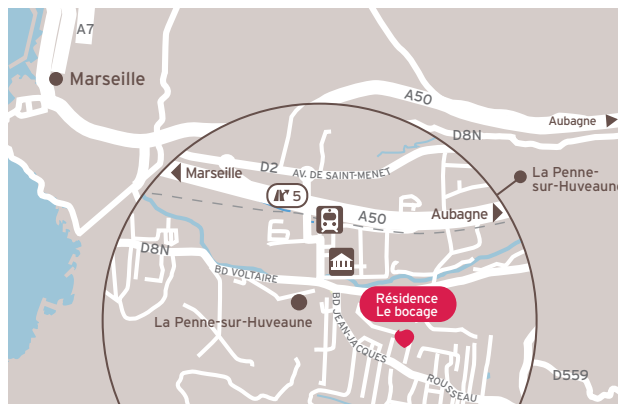 A7
Marseille
A50
Aubagne
D8N
D2
AV. DE SAINT-MENET
La Penne-
sur-Huveaune
Marseille
5
A50
Aubagne
D8N
BD VOLTAIRE
Résidence
Le bocage
La Penne-sur-Huveaune
BD JEAN-JACQUES ROUSSEAU
D559